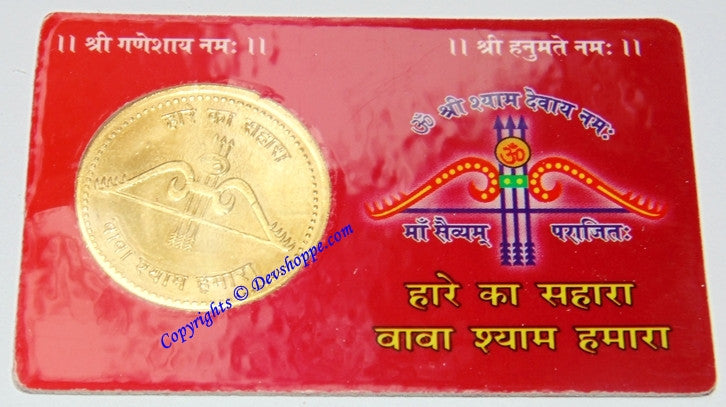 ।। श्री गणेशाय नमः ।।
।। श्री हनुमते नमः ।।
हारे का सहारा
बाबा श्याम हमारा
ॐ श्री श्याम देवाय नमः
ॐ
माँ सैव्यम् पराजितः
हारे का सहारा
बाबा श्याम हमारा
Copyrights © Devshoppe.com